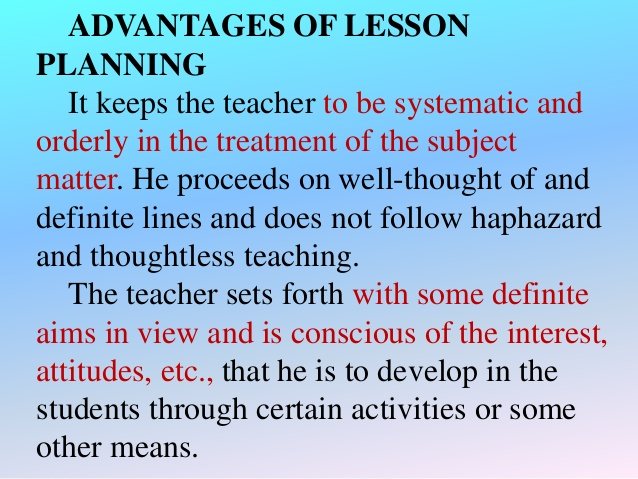 ADVANTAGES OF LESSON
PLANNING
It keeps the teacher to be systematic and
orderly in the treatment of the subject
matter. He proceeds on well-thought of and
definite lines and does not follow haphazard
and thoughtless teaching.
The teacher sets forth with some definite
aims in view and is conscious of the interest,
attitudes, etc., that he is to develop in the
students through certain activities or some
other means.